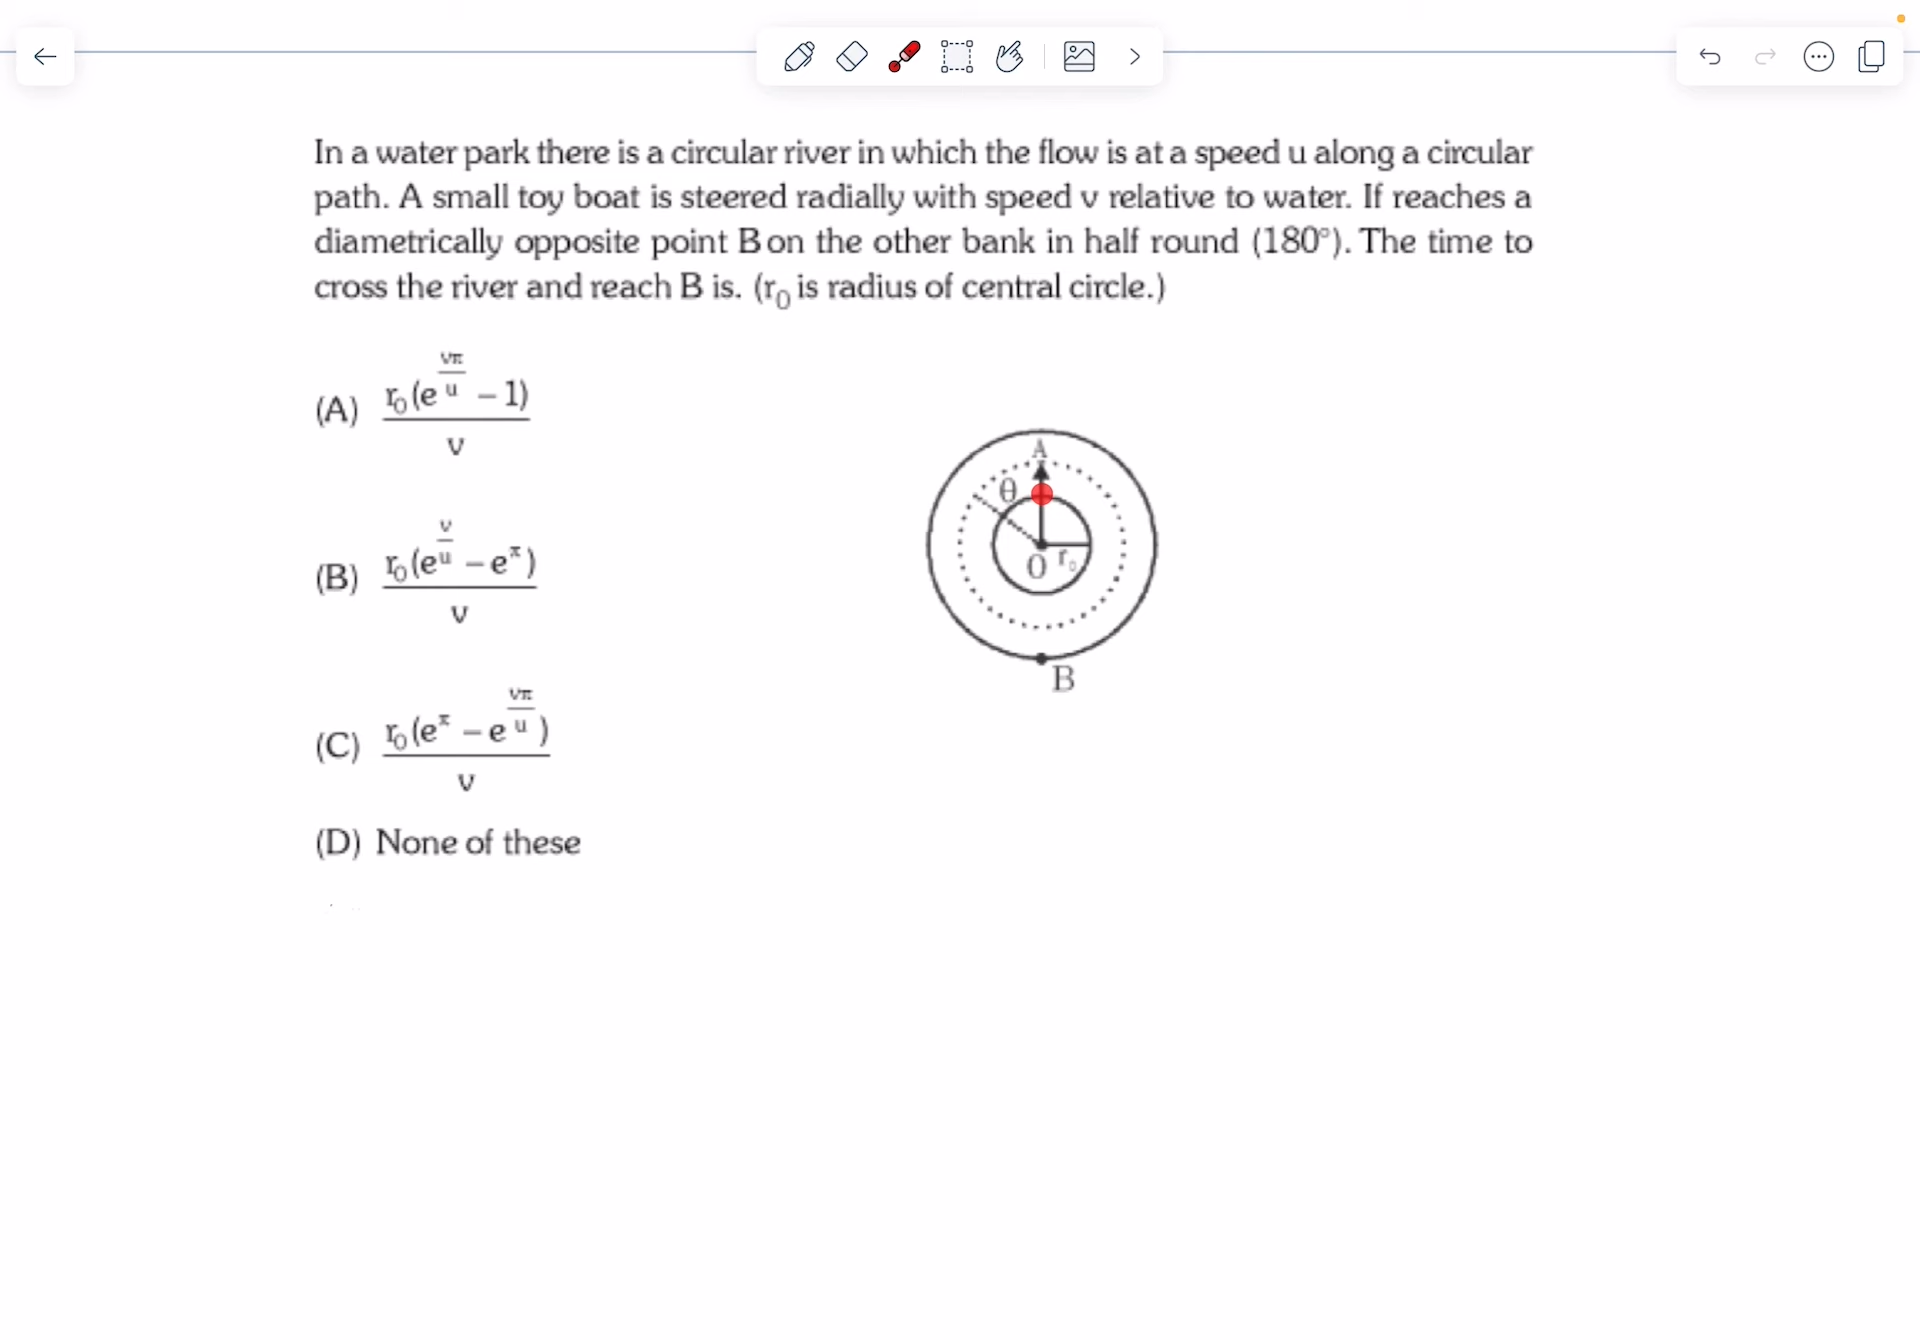 In a water park there is a circular river in which the flow is at a speed u along a circular
path. A small toy boat is steered radially with speed v relative to water. If reaches a
diametrically opposite point B on the other bank in half round (180°). The time to
cross the river and reach B is. (r₀ is radius of central circle.)
(A) r₀(e^(vπ/u) – 1) / v
(B) r₀(e^(v/u) – e^π) / v
(C) r₀(e^π – e^(vπ/u)) / v
(D) None of these
A
θ
O r₀
B